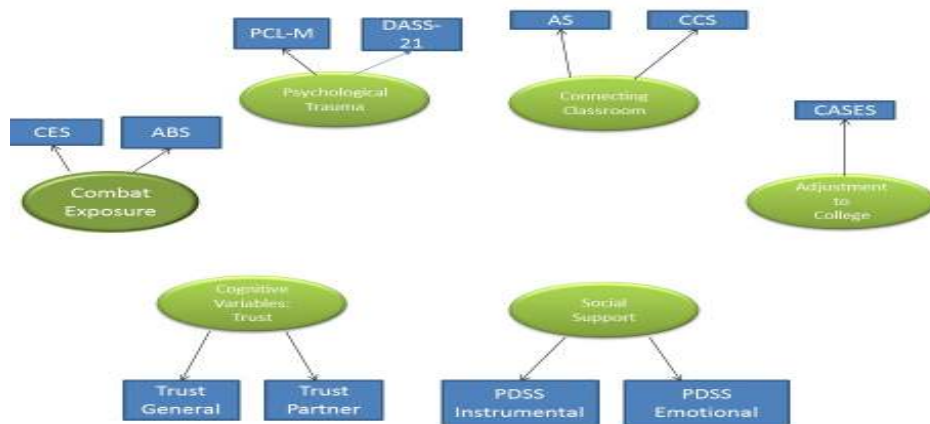 PCL-M
DASS-
21
AS
CCS
Psychological
Trauma
Connecting
Classroom
CASES
CES
ABS
Combat
Exposure
Adjustment
to
College
Cognitive
Variables:
Trust
Social
Support
Trust
General
Trust
Partner
PDSS
Instrumental
PDSS
Emotional